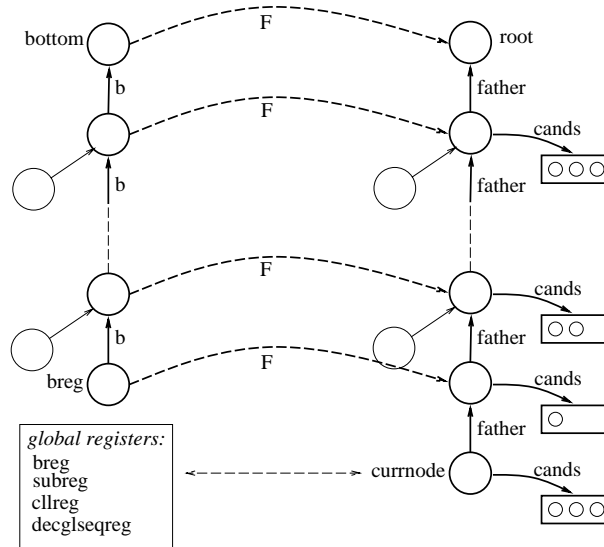 bottom
F
root
b
father
F
cands
b
father
F
cands
b
father
F
cands
breg
father
global registers:
breg
subreg
cllreg
decglseqreg
currnode
cands